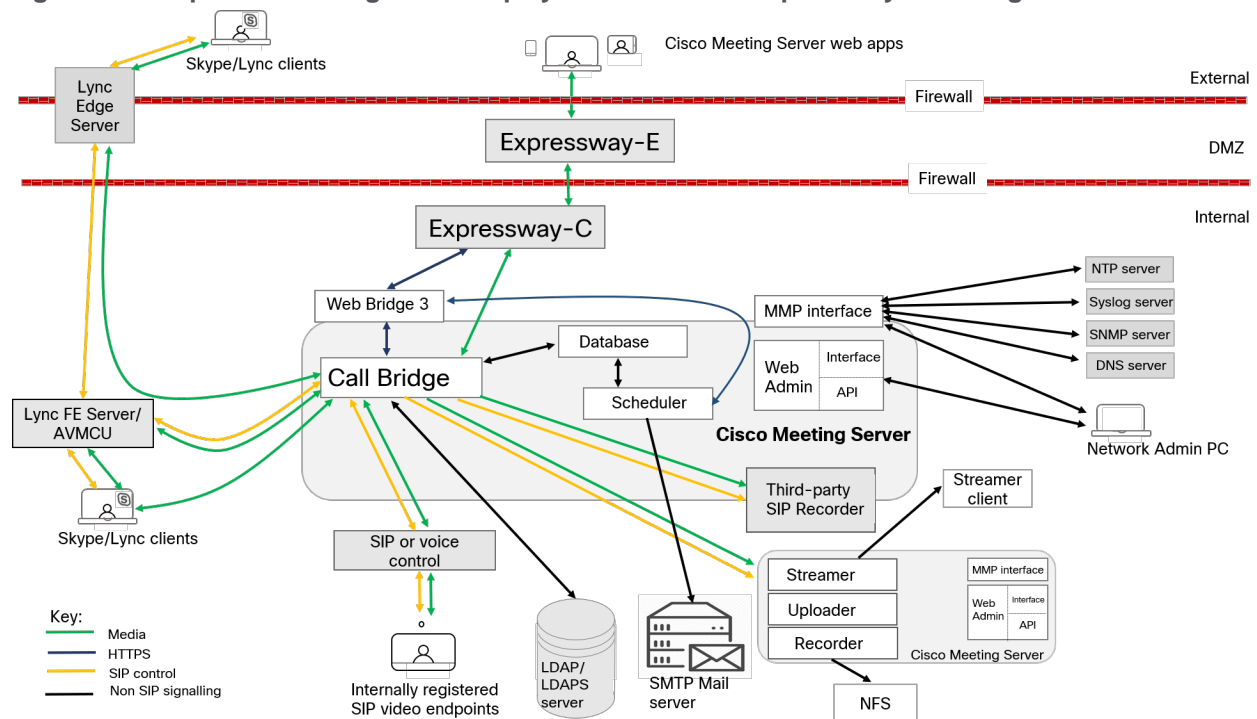 Skype/Lync clients
Cisco Meeting Server web apps
External
Lync
Edge
Server
Firewall
Expressway-E
DMZ
Firewall
Expressway-C
Internal
NTP server
Web Bridge 3
MMP interface
Syslog server
SNMP server
DNS server
Database
Web
Admin
Interface
API
Call Bridge
Scheduler
Lync FE Server/
AVMCU
Cisco Meeting Server
Network Admin PC
Third-party
SIP Recorder
Streamer
client
Skype/Lync clients
SIP or voice
control
Streamer
Uploader
Recorder
MMP interface
Web
Admin
Interface
API
Cisco Meeting Server
Key:
Media
HTTPS
SIP control
Non SIP signalling
Internally registered
SIP video endpoints
LDAP/
LDAPS
server
SMTP Mail
server
NFS